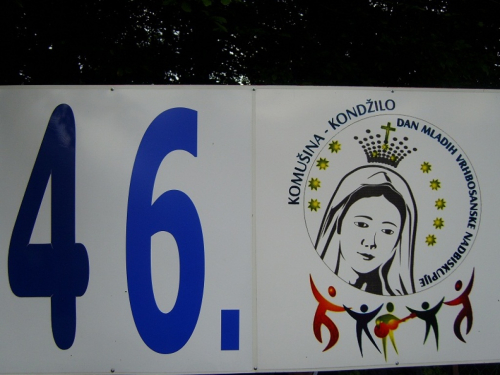 46.
KOMUŠINA - KONDŽILO
DAN MLADIH VRHBOSANSKE NADBISKUPIJE